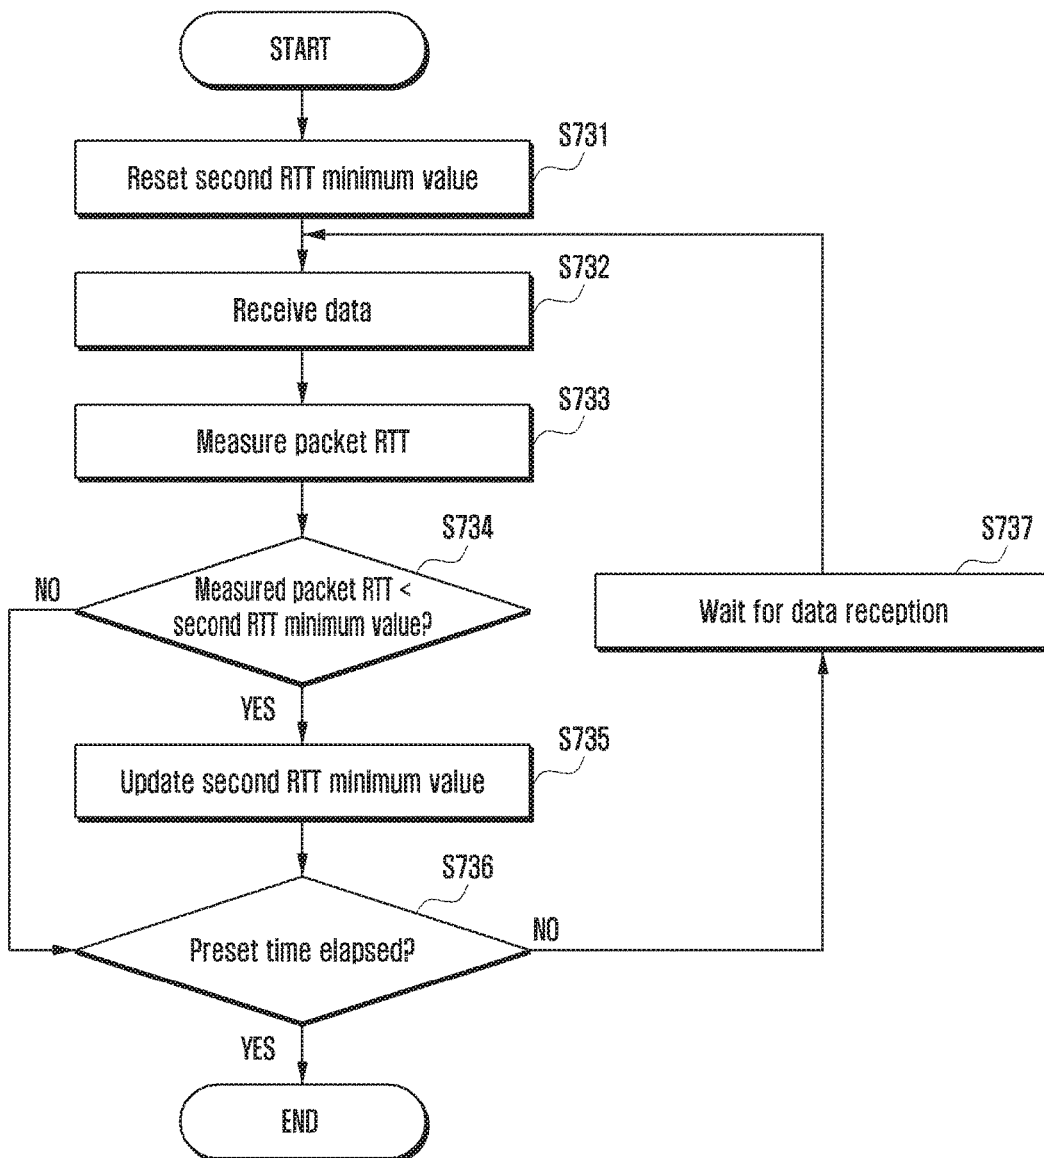 START
S731
Reset second RTT minimum value
S732
Receive data
S733
Measure packet RTT
S734
NO
Measured packet RTT <
second RTT minimum value?
S737
Wait for data reception
YES
S735
Update second RTT minimum value
S736
Preset time elapsed?
NO
YES
END